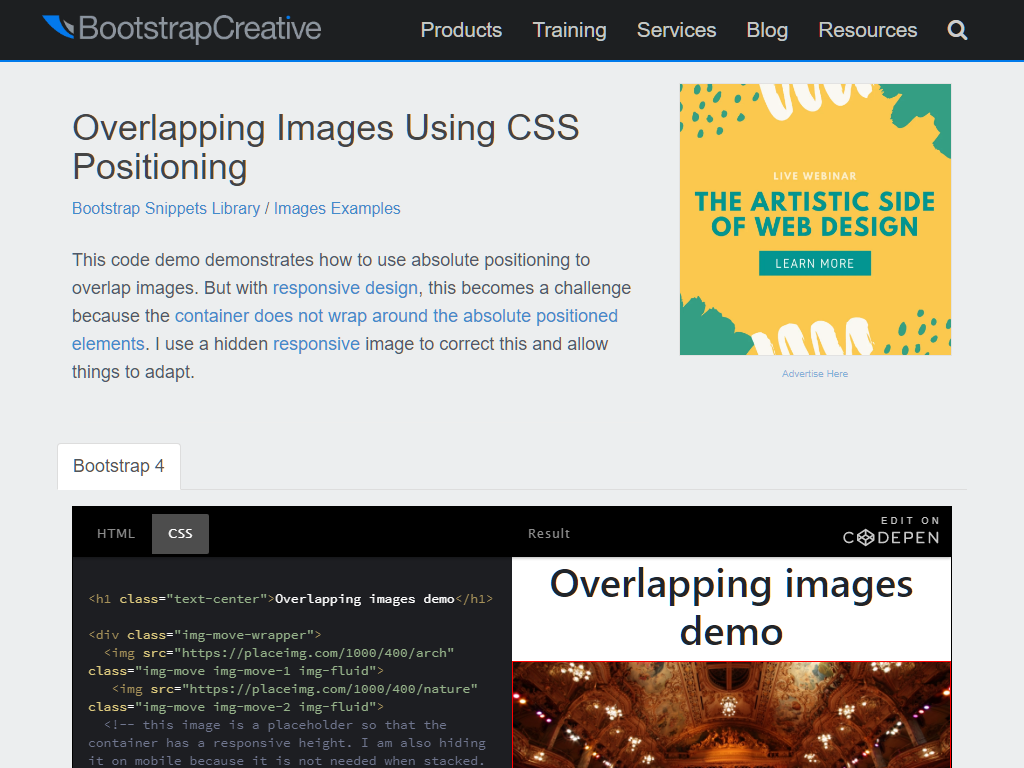 BootstrapCreative
Products Training Services Blog Resources
Overlapping Images Using CSS
Positioning
Bootstrap Snippets Library / Images Examples
This code demo demonstrates how to use absolute positioning to
overlap images. But with responsive design, this becomes a challenge
because the container does not wrap around the absolute positioned
elements. I use a hidden responsive image to correct this and allow
things to adapt.
LIVE WEBINAR
THE ARTISTIC SIDE
OF WEB DESIGN
LEARN MORE
Advertise Here
Bootstrap 4
HTML CSS
Result
EDIT ON
CODEPEN
<h1 class="text-center">Overlapping images demo</h1>
<div class="img-move-wrapper">
<img src="https://placeimg.com/1000/400/arch"
class="img-move img-move-1 img-fluid">
<img src="https://placeimg.com/1000/400/nature"
class="img-move img-move-2 img-fluid">
<!-- this image is a placeholder so that the
container has a responsive height. I am also hiding
it on mobile because it is not needed when stacked.
Overlapping images
demo